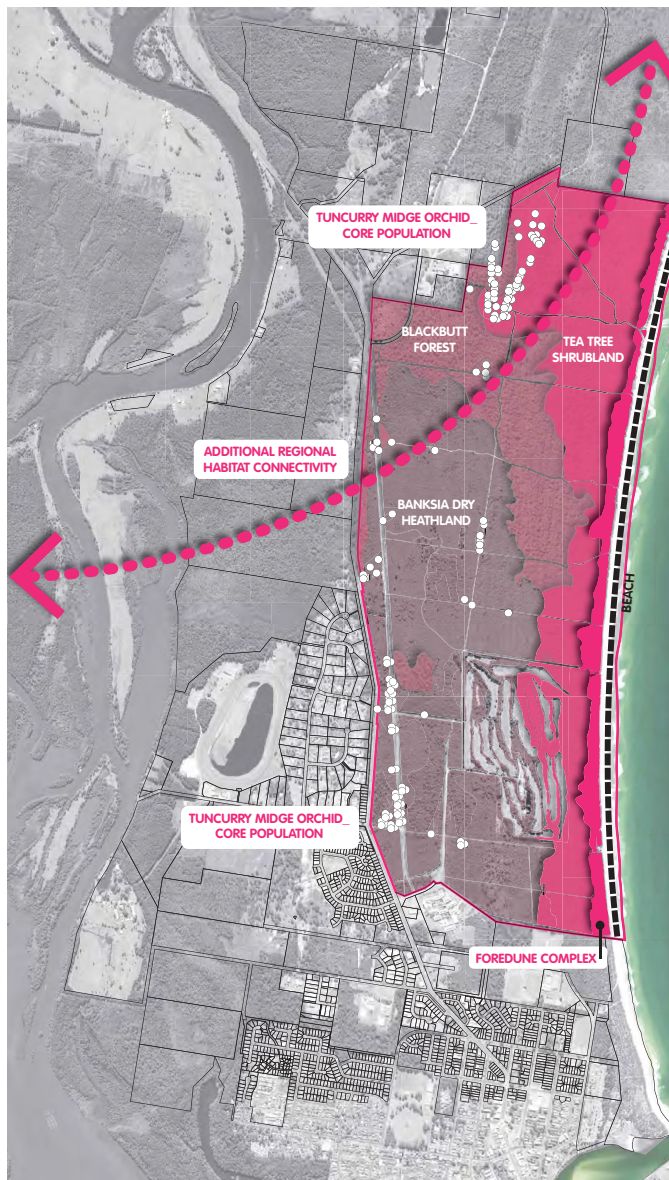 TUNCURRY MIDGE ORCHID_
CORE POPULATION
BLACKBUTT
FOREST
TEA TREE
SHRUBLAND
ADDITIONAL REGIONAL
HABITAT CONNECTIVITY
BANKSIA DRY
HEATHLAND
BEACH
TUNCURRY MIDGE ORCHID_
CORE POPULATION
FOREDUNE COMPLEX